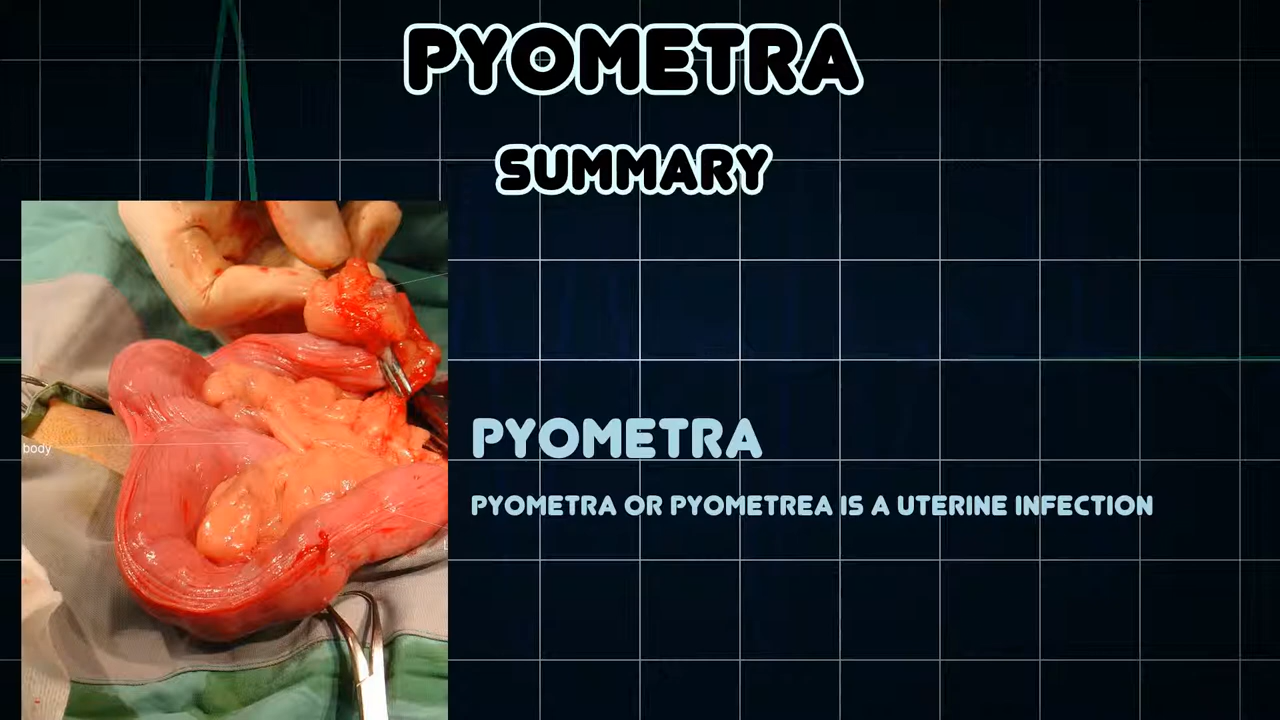 PYOMETRA
SUMMARY
body
PYOMETRA
PYOMETRA OR PYOMETREA IS A UTERINE INFECTION